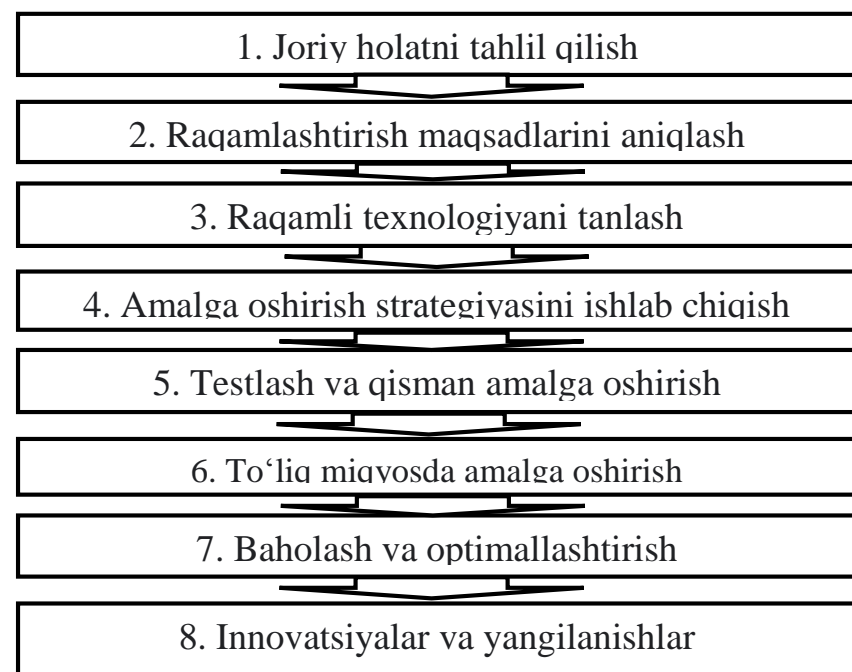 1. Joriy holatni tahlil qilish
2. Raqamlashtirish maqsadlarini aniqlash
3. Raqamli texnologiyani tanlash
4. Amalga oshirish strategiyasini ishlab chiqish
5. Testlash va qisman amalga oshirish
6. To‘liq miqyosda amalga oshirish
7. Baholash va optimallashtirish
8. Innovatsiyalar va yangilanishlar